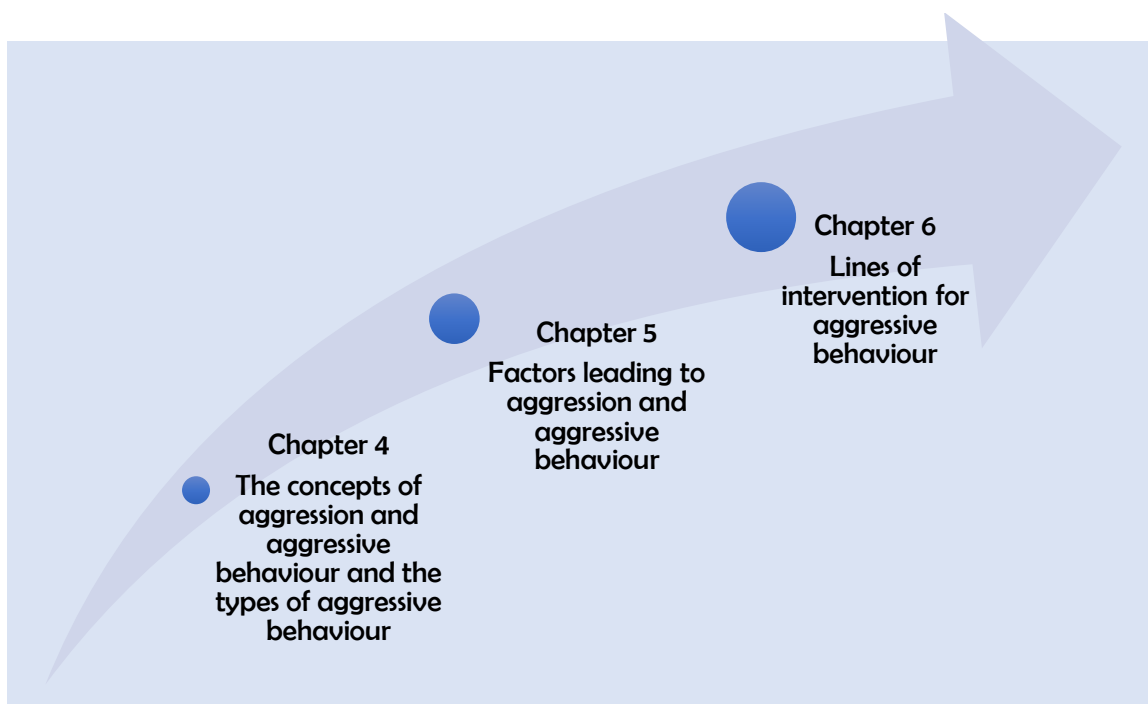 Chapter 6
Lines of
intervention for
aggressive
behaviour
Chapter 5
Factors leading to
aggression and
aggressive
behaviour
Chapter 4
The concepts of
aggression and
aggressive
behaviour and the
types of aggressive
behaviour